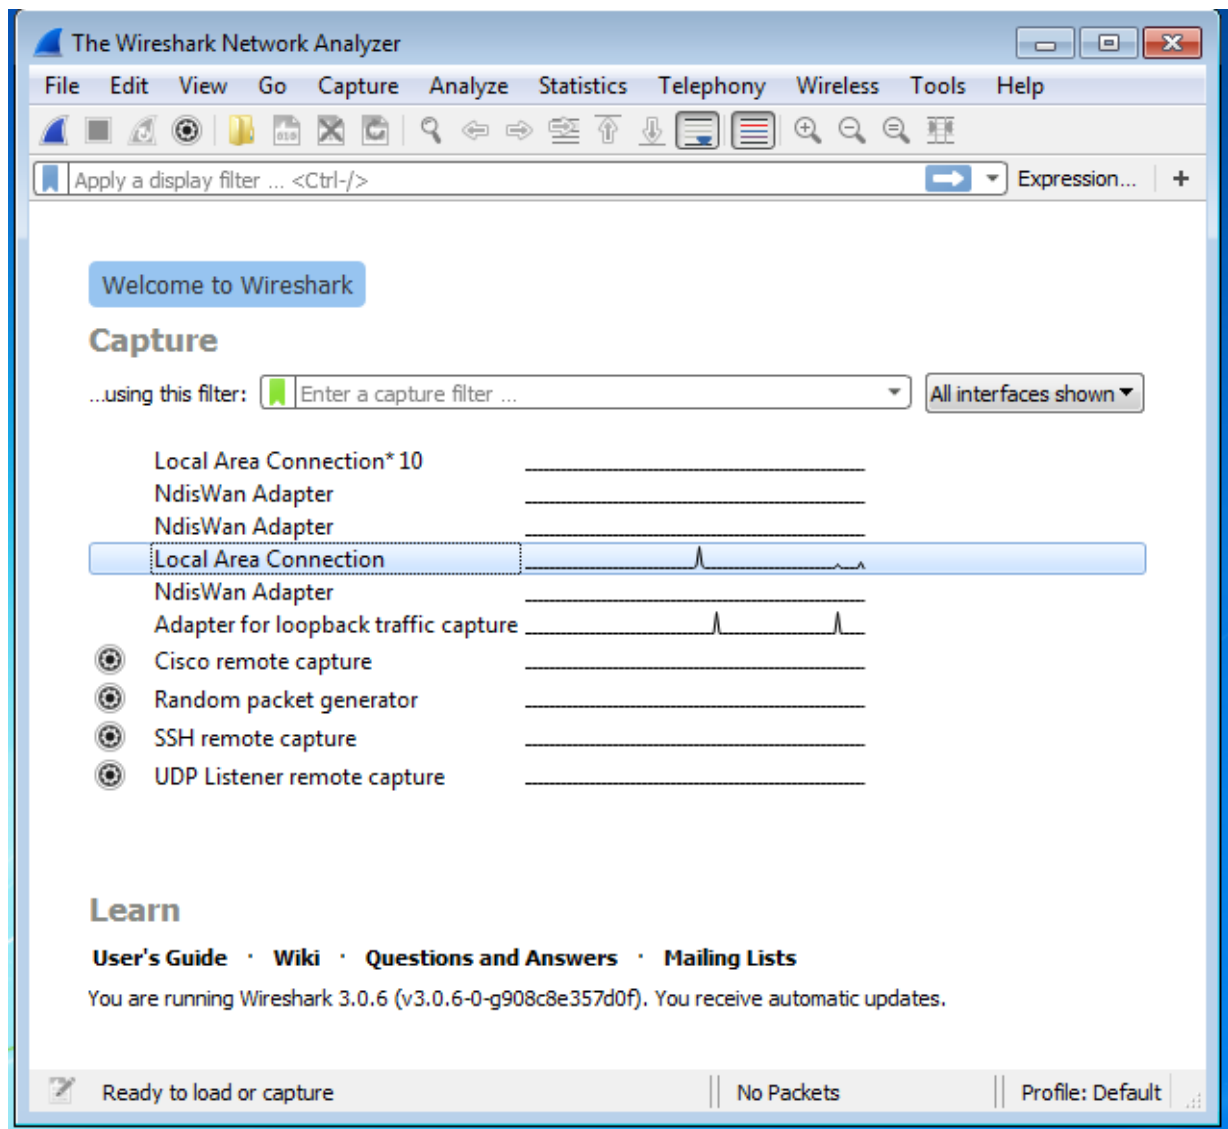 The Wireshark Network Analyzer
File Edit View Go Capture Analyze Statistics Telephony Wireless Tools Help
Apply a display filter ... <Ctrl-/> Expression... +
Welcome to Wireshark
Capture
...using this filter: Enter a capture filter ... All interfaces shown
Local Area Connection* 10
NdisWan Adapter
NdisWan Adapter
Local Area Connection
NdisWan Adapter
Adapter for loopback traffic capture
Cisco remote capture
Random packet generator
SSH remote capture
UDP Listener remote capture
Learn
User's Guide · Wiki · Questions and Answers · Mailing Lists
You are running Wireshark 3.0.6 (v3.0.6-0-g908c8e357d0f). You receive automatic updates.
Ready to load or capture No Packets Profile: Default